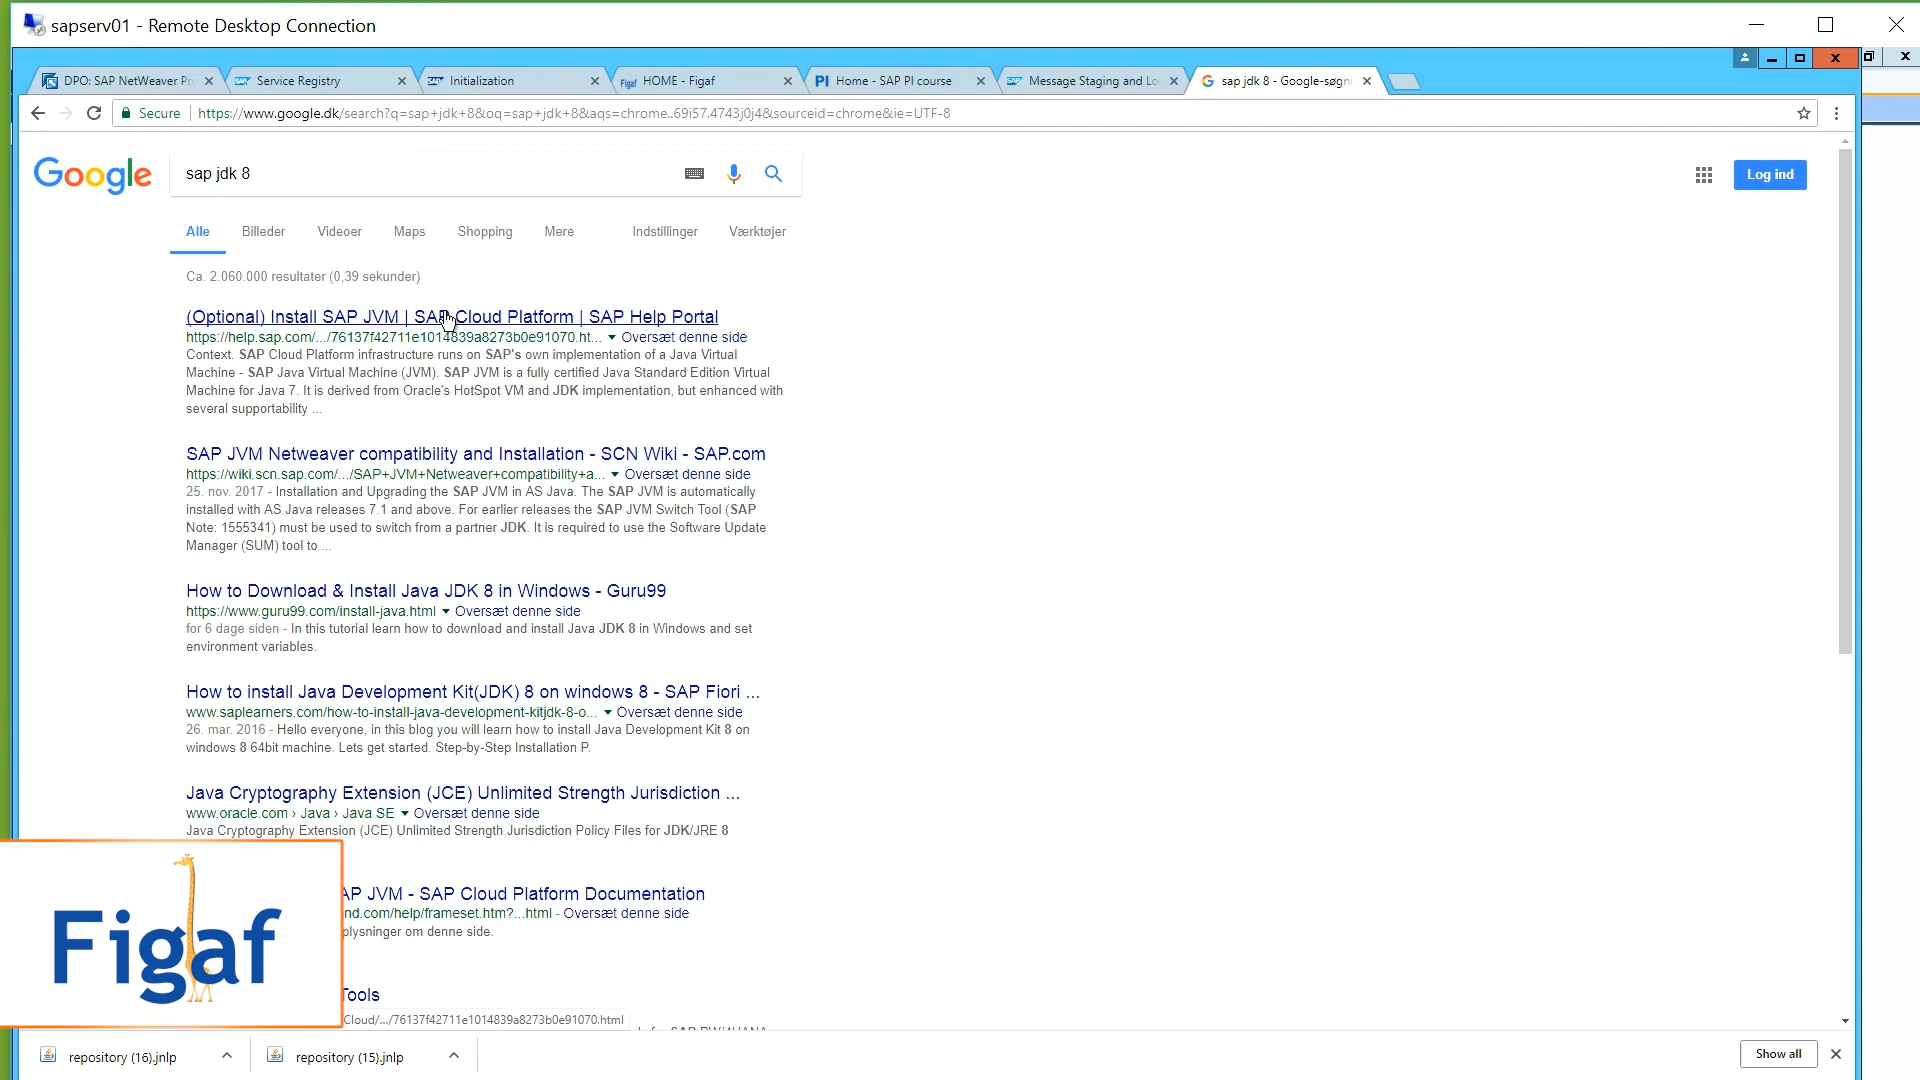 sapserv01 - Remote Desktop Connection
DPO: SAP NetWeaver Pr
Service Registry
Initialization
Figaf HOME - Figaf
PI Home - SAP PI course
SAP Message Staging and Lo
sap jdk 8 - Google-søgni
Secure https://www.google.dk/search?q=sap+jdk+8&oq=sap+jdk+8&aqs=chrome..69i57.4743j0j4&sourceid=chrome&ie=UTF-8
Google
sap jdk 8
Log ind
Alle Billeder Videoer Maps Shopping Mere Indstillinger Værktøjer
Ca. 2.060.000 resultater (0,39 sekunder)
(Optional) Install SAP JVM | SAP Cloud Platform | SAP Help Portal
https://help.sap.com/.../76137f42711e1014839a8273b0e91070.ht... Oversæt denne side
Context. SAP Cloud Platform infrastructure runs on SAP's own implementation of a Java Virtual
Machine - SAP Java Virtual Machine (JVM). SAP JVM is a fully certified Java Standard Edition Virtual
Machine for Java 7. It is derived from Oracle's HotSpot VM and JDK implementation, but enhanced with
several supportability ...
SAP JVM Netweaver compatibility and Installation - SCN Wiki - SAP.com
https://wiki.scn.sap.com/.../SAP+JVM+Netweaver+compatibility+a... Oversæt denne side
25. nov. 2017 - Installation and Upgrading the SAP JVM in AS Java. The SAP JVM is automatically
installed with AS Java releases 7.1 and above. For earlier releases the SAP JVM Switch Tool (SAP
Note: 1555341) must be used to switch from a partner JDK. It is required to use the Software Update
Manager (SUM) tool to ...
How to Download & Install Java JDK 8 in Windows - Guru99
https://www.guru99.com/install-java.html Oversæt denne side
for 6 dage siden - In this tutorial learn how to download and install Java JDK 8 in Windows and set
environment variables.
How to install Java Development Kit(JDK) 8 on windows 8 - SAP Fiori ...
www.saplearners.com/how-to-install-java-development-kitjdk-8-o... Oversæt denne side
26. mar. 2016 - Hello everyone, in this blog you will learn how to install Java Development Kit 8 on
windows 8 64bit machine. Lets get started. Step-by-Step Installation P.
Java Cryptography Extension (JCE) Unlimited Strength Jurisdiction ...
www.oracle.com › Java › Java SE Oversæt denne side
Java Cryptography Extension (JCE) Unlimited Strength Jurisdiction Policy Files for JDK/JRE 8
AP JVM - SAP Cloud Platform Documentation
nd.com/help/frameset.htm?...html - Oversæt denne side
plysninger om denne side.
Figaf
Tools
Cloud/.../76137f42711e1014839a8273b0e91070.html
repository (16).jnlp
repository (15).jnlp
Show all